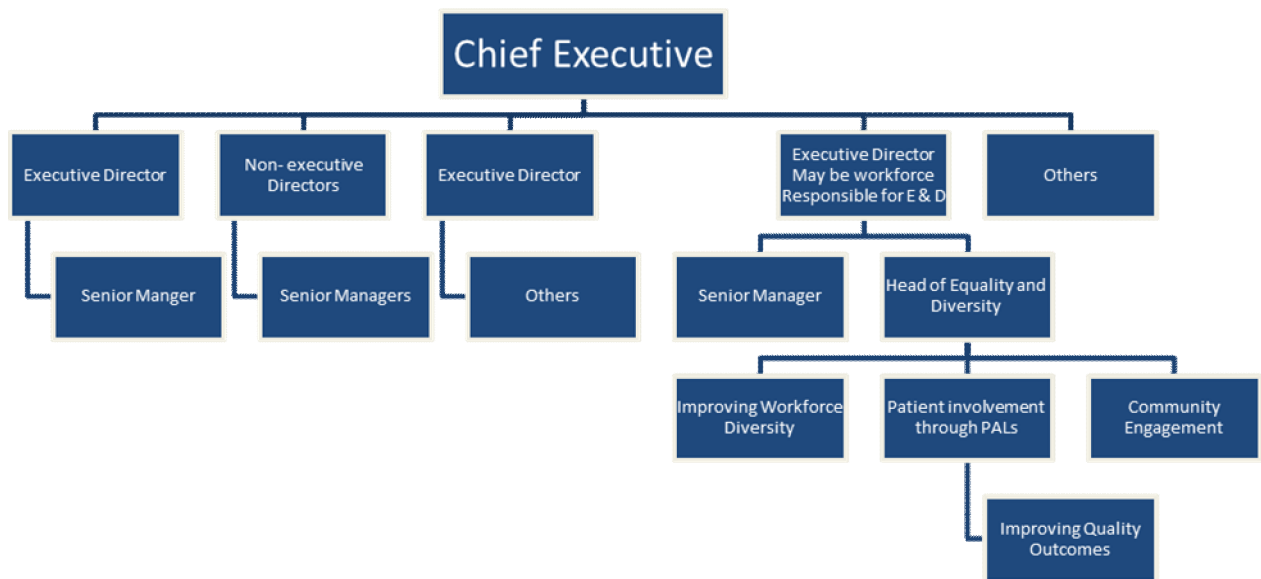 Chief Executive
Executive Director
Non- executive
Directors
Executive Director
Executive Director
May be workforce
Responsible for E & D
Others
Senior Manger
Senior Managers
Others
Senior Manager
Head of Equality and
Diversity
Improving Workforce
Diversity
Patient involvement
through PALs
Community
Engagement
Improving Quality
Outcomes